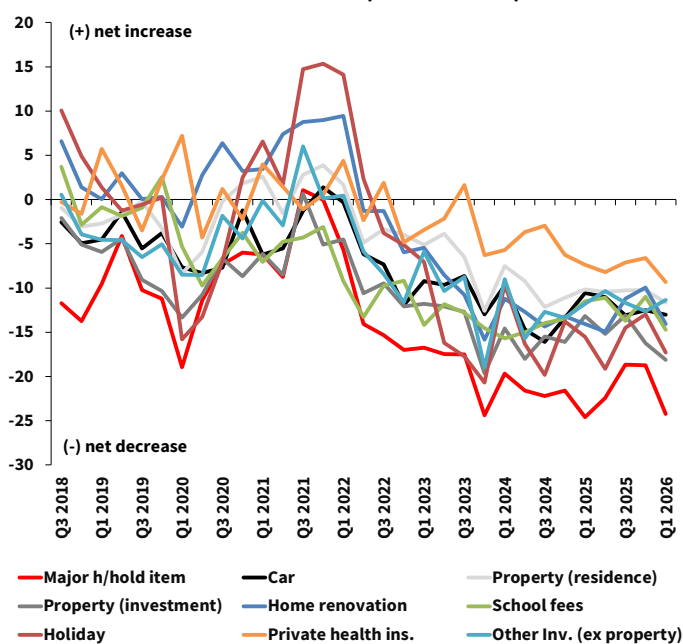 20
(+) net increase
15
10
5
0
-5
-10
-15
-20
-25
(-) net decrease
-30
Q3 2018
Q1 2019
Q3 2019
Q1 2020
Q3 2020
Q1 2021
Q3 2021
Q1 2022
Q3 2022
Q1 2023
Q3 2023
Q1 2024
Q3 2024
Q1 2025
Q3 2025
Q1 2026
Major h/hold item Car Property (residence)
Property (investment) Home renovation School fees
Holiday Private health ins. Other Inv. (ex property)